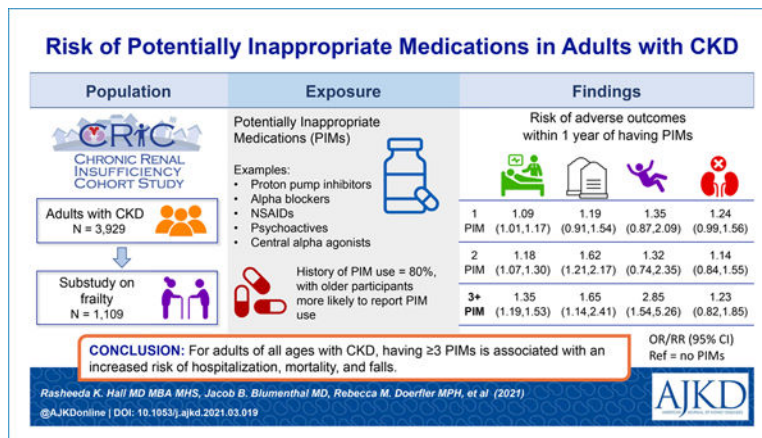 Risk of Potentially Inappropriate Medications in Adults with CKD
Population
Exposure
Findings
CRIC
CHRONIC RENAL
INSUFFICIENCY
COHORT STUDY
Adults with CKD
N = 3,929
Substudy on
frailty
N = 1,109
Potentially Inappropriate
Medications (PIMs)
Examples:
• Proton pump inhibitors
• Alpha blockers
• NSAIDs
• Psychoactives
• Central alpha agonists
History of PIM use = 80%,
with older participants
more likely to report PIM
use
Risk of adverse outcomes
within 1 year of having PIMs
1 PIM 1.09 (1.01,1.17) 1.19 (0.91,1.54) 1.35 (0.87,2.09) 1.24 (0.99,1.56)
2 PIM 1.18 (1.07,1.30) 1.62 (1.21,2.17) 1.32 (0.74,2.35) 1.14 (0.84,1.55)
3+ PIM 1.35 (1.19,1.53) 1.65 (1.14,2.41) 2.85 (1.54,5.26) 1.23 (0.82,1.85)
OR/RR (95% CI)
Ref = no PIMs
CONCLUSION: For adults of all ages with CKD, having ≥3 PIMs is associated with an
increased risk of hospitalization, mortality, and falls.
Rasheeda K. Hall MD MBA MHS, Jacob B. Blumenthal MD, Rebecca M. Doerfler MPH, et al (2021)
@AJKDonline | DOI: 10.1053/j.ajkd.2021.03.019
AJKD